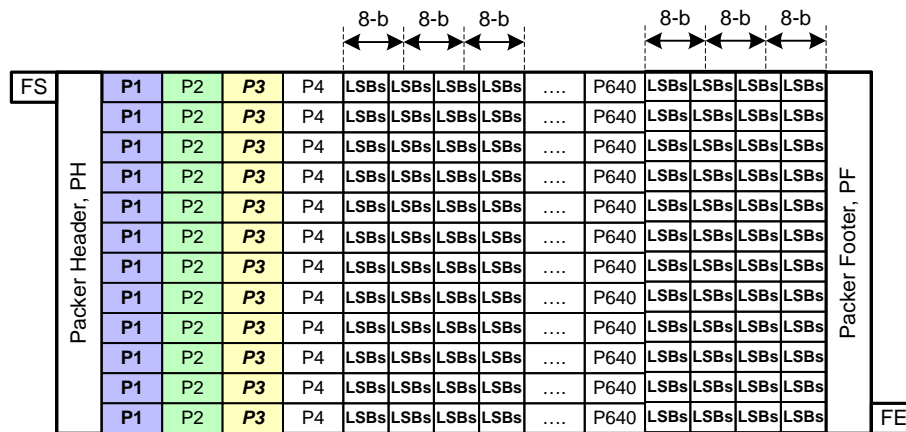 8-b 8-b 8-b 8-b 8-b 8-b
FS P1 P2 P3 P4 LSBs LSBs LSBs LSBs .... P640 LSBs LSBs LSBs LSBs
P1 P2 P3 P4 LSBs LSBs LSBs LSBs .... P640 LSBs LSBs LSBs LSBs
P1 P2 P3 P4 LSBs LSBs LSBs LSBs .... P640 LSBs LSBs LSBs LSBs
P1 P2 P3 P4 LSBs LSBs LSBs LSBs .... P640 LSBs LSBs LSBs LSBs
P1 P2 P3 P4 LSBs LSBs LSBs LSBs .... P640 LSBs LSBs LSBs LSBs
P1 P2 P3 P4 LSBs LSBs LSBs LSBs .... P640 LSBs LSBs LSBs LSBs
P1 P2 P3 P4 LSBs LSBs LSBs LSBs .... P640 LSBs LSBs LSBs LSBs
P1 P2 P3 P4 LSBs LSBs LSBs LSBs .... P640 LSBs LSBs LSBs LSBs
P1 P2 P3 P4 LSBs LSBs LSBs LSBs .... P640 LSBs LSBs LSBs LSBs
P1 P2 P3 P4 LSBs LSBs LSBs LSBs .... P640 LSBs LSBs LSBs LSBs
P1 P2 P3 P4 LSBs LSBs LSBs LSBs .... P640 LSBs LSBs LSBs LSBs
P1 P2 P3 P4 LSBs LSBs LSBs LSBs .... P640 LSBs LSBs LSBs LSBs FE
Packer Header, PH
Packer Footer, PF